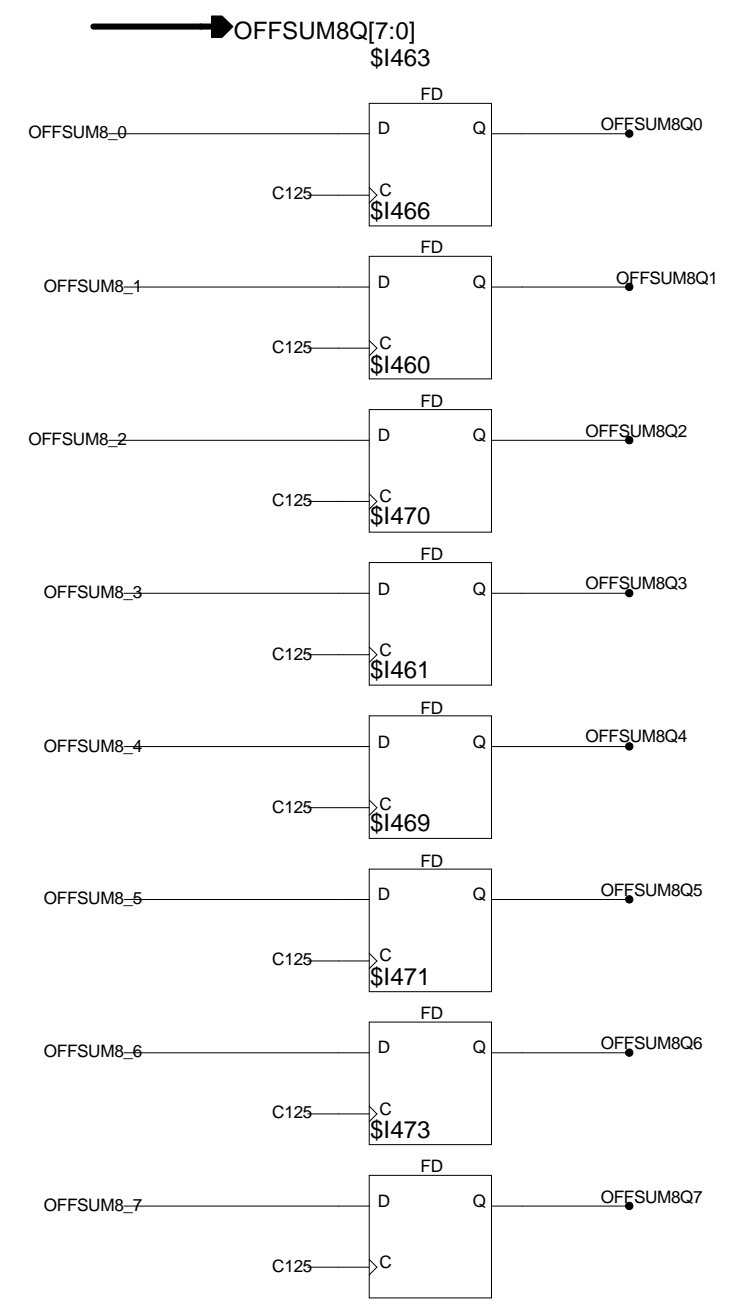 OFFSUM8Q[7:0]
$I463
FD
OFFSUM8_0 D Q OFFSUM8Q0
C125 C
$I466
FD
OFFSUM8_1 D Q OFFSUM8Q1
C125 C
$I460
FD
OFFSUM8_2 D Q OFFSUM8Q2
C125 C
$I470
FD
OFFSUM8_3 D Q OFFSUM8Q3
C125 C
$I461
FD
OFFSUM8_4 D Q OFFSUM8Q4
C125 C
$I469
FD
OFFSUM8_5 D Q OFFSUM8Q5
C125 C
$I471
FD
OFFSUM8_6 D Q OFFSUM8Q6
C125 C
$I473
FD
OFFSUM8_7 D Q OFFSUM8Q7
C125 C